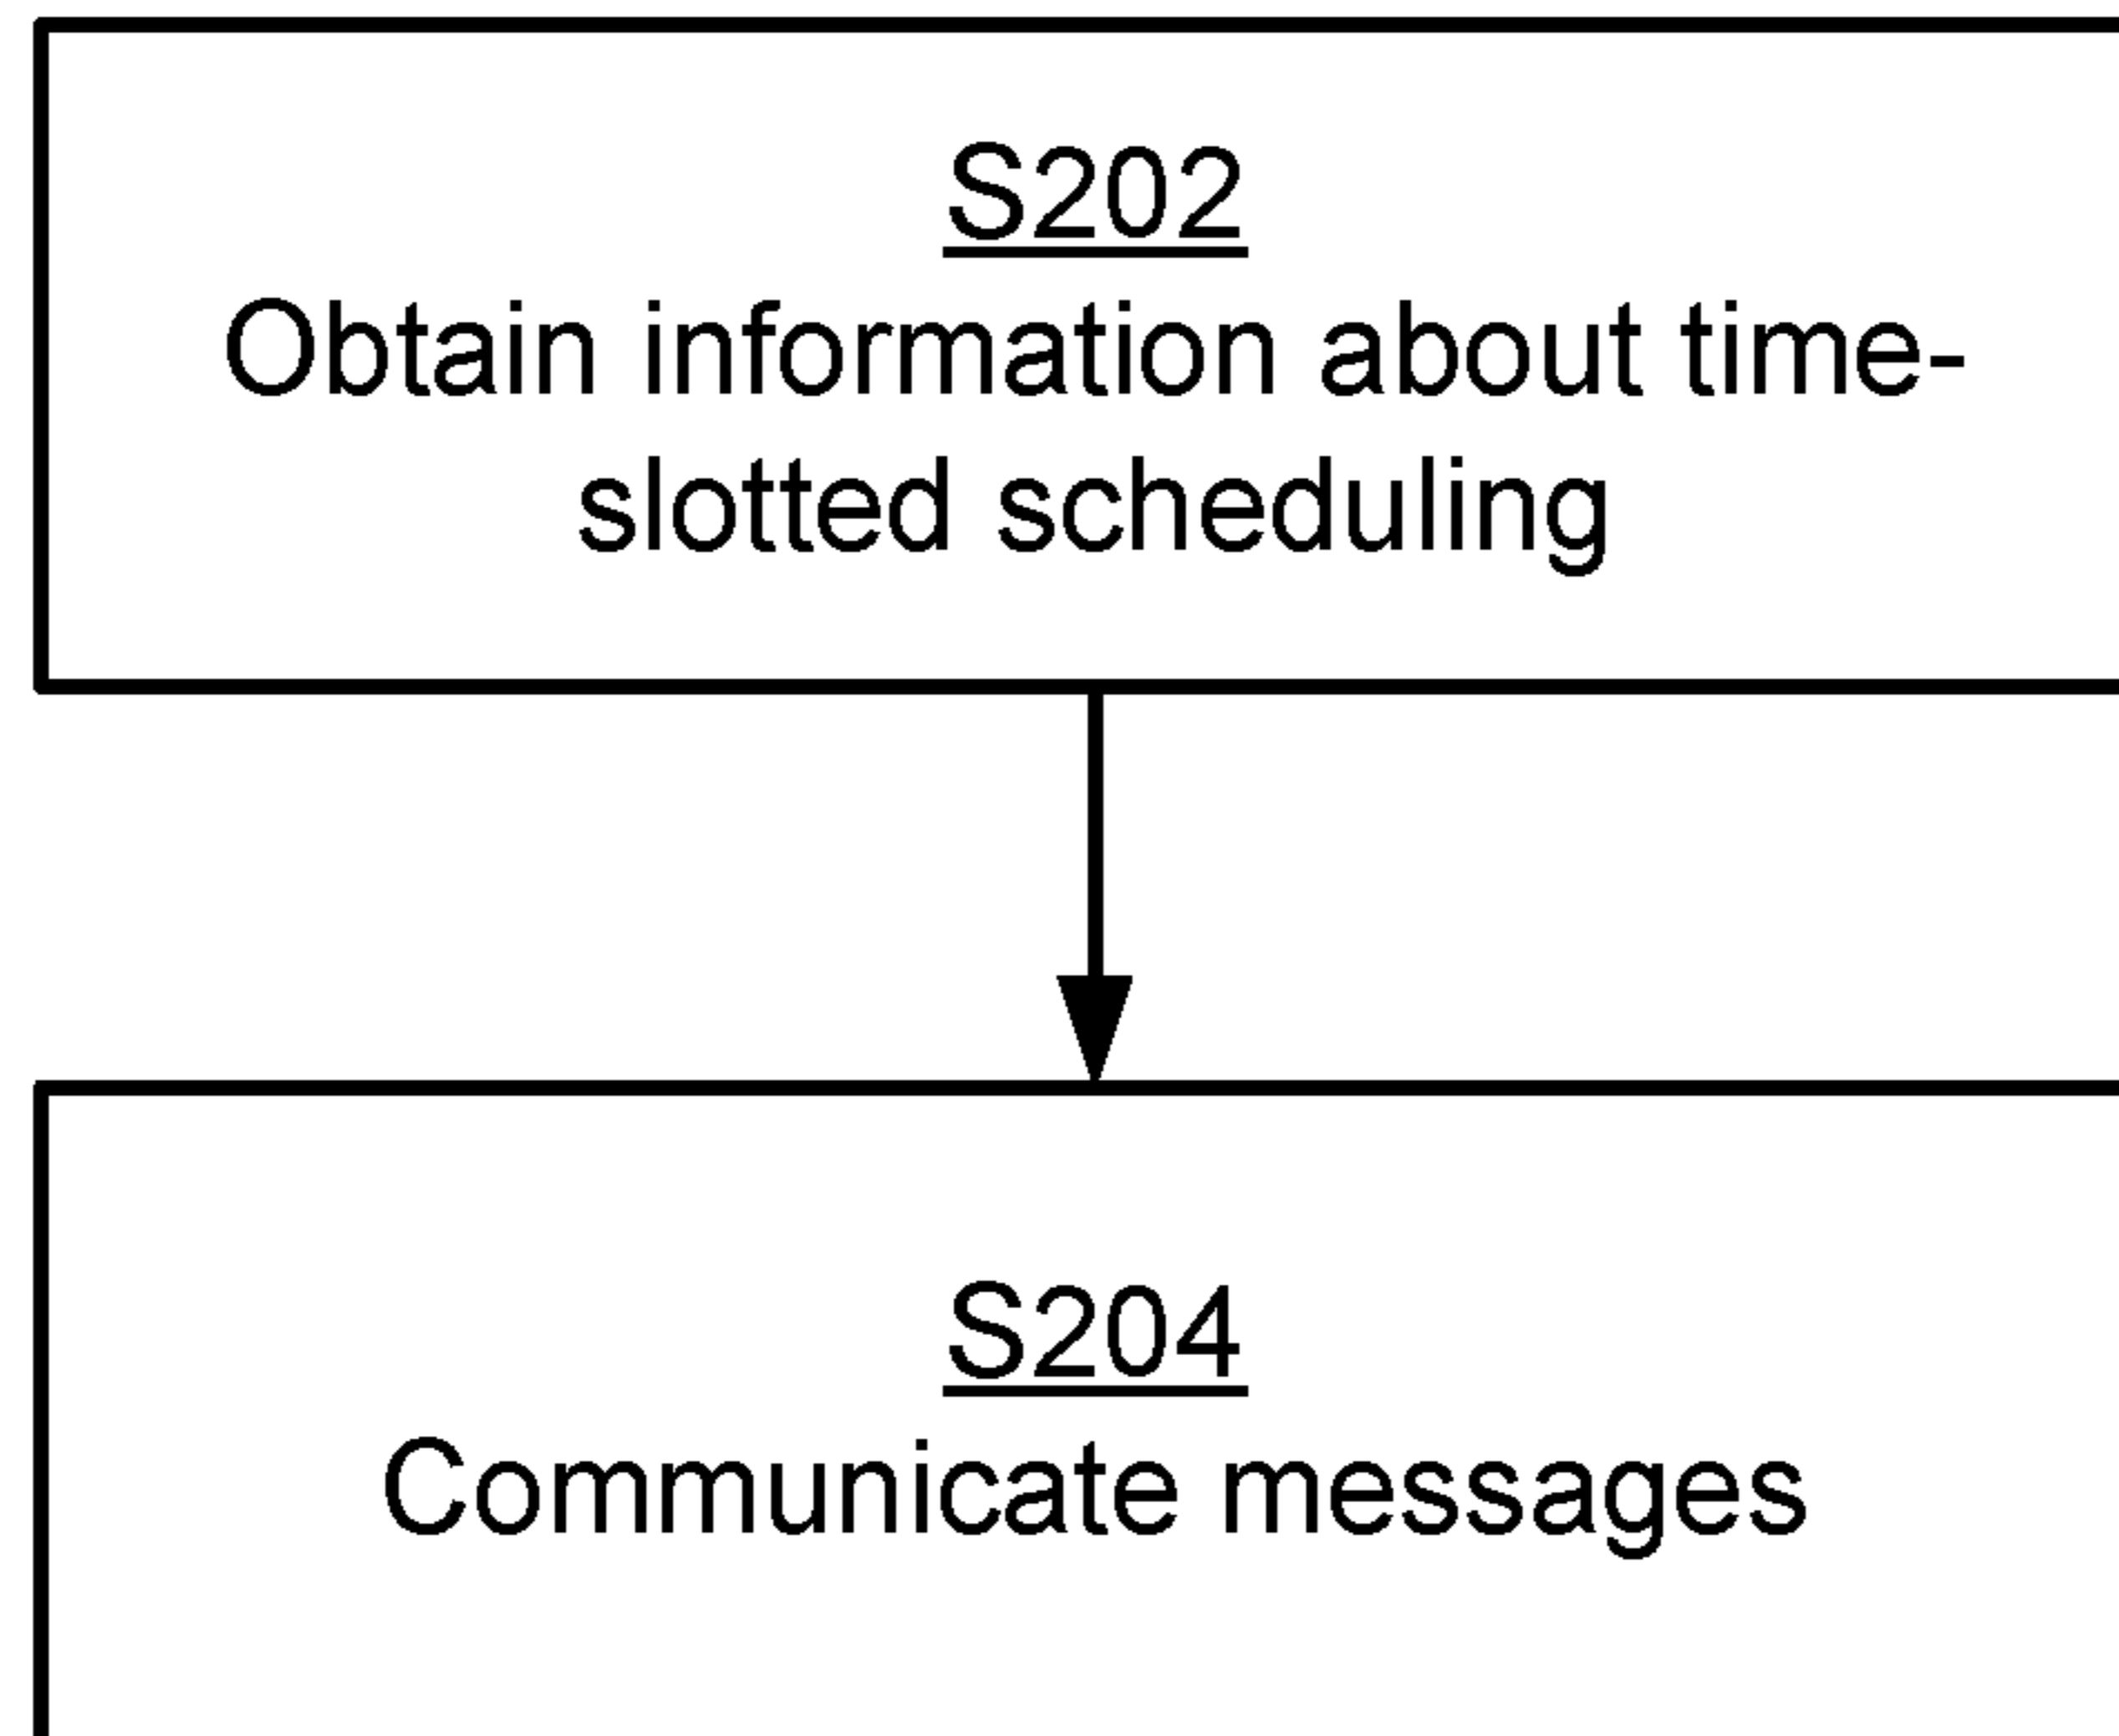 S202
Obtain information about time-
slotted scheduling
S204
Communicate messages